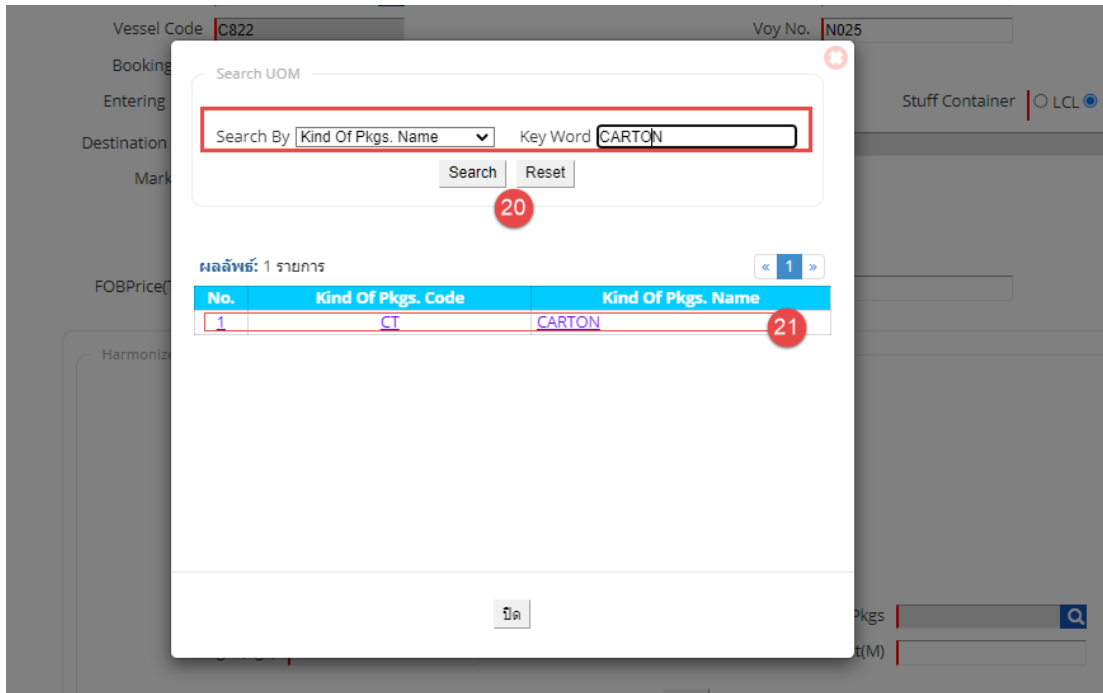 Vessel Code C822 Voy No. N025
Booking
Search UOM
Entering Stuff Container LCL
Search By Kind Of Pkgs. Name Key Word CARTON
Destination
Mark
Search Reset
20
ผลลัพธ์: 1 รายการ « 1 »
FOBPrice(
No. Kind Of Pkgs. Code Kind Of Pkgs. Name
1 CT CARTON
21
Harmoniz
ปิด
Pkgs
t(M)